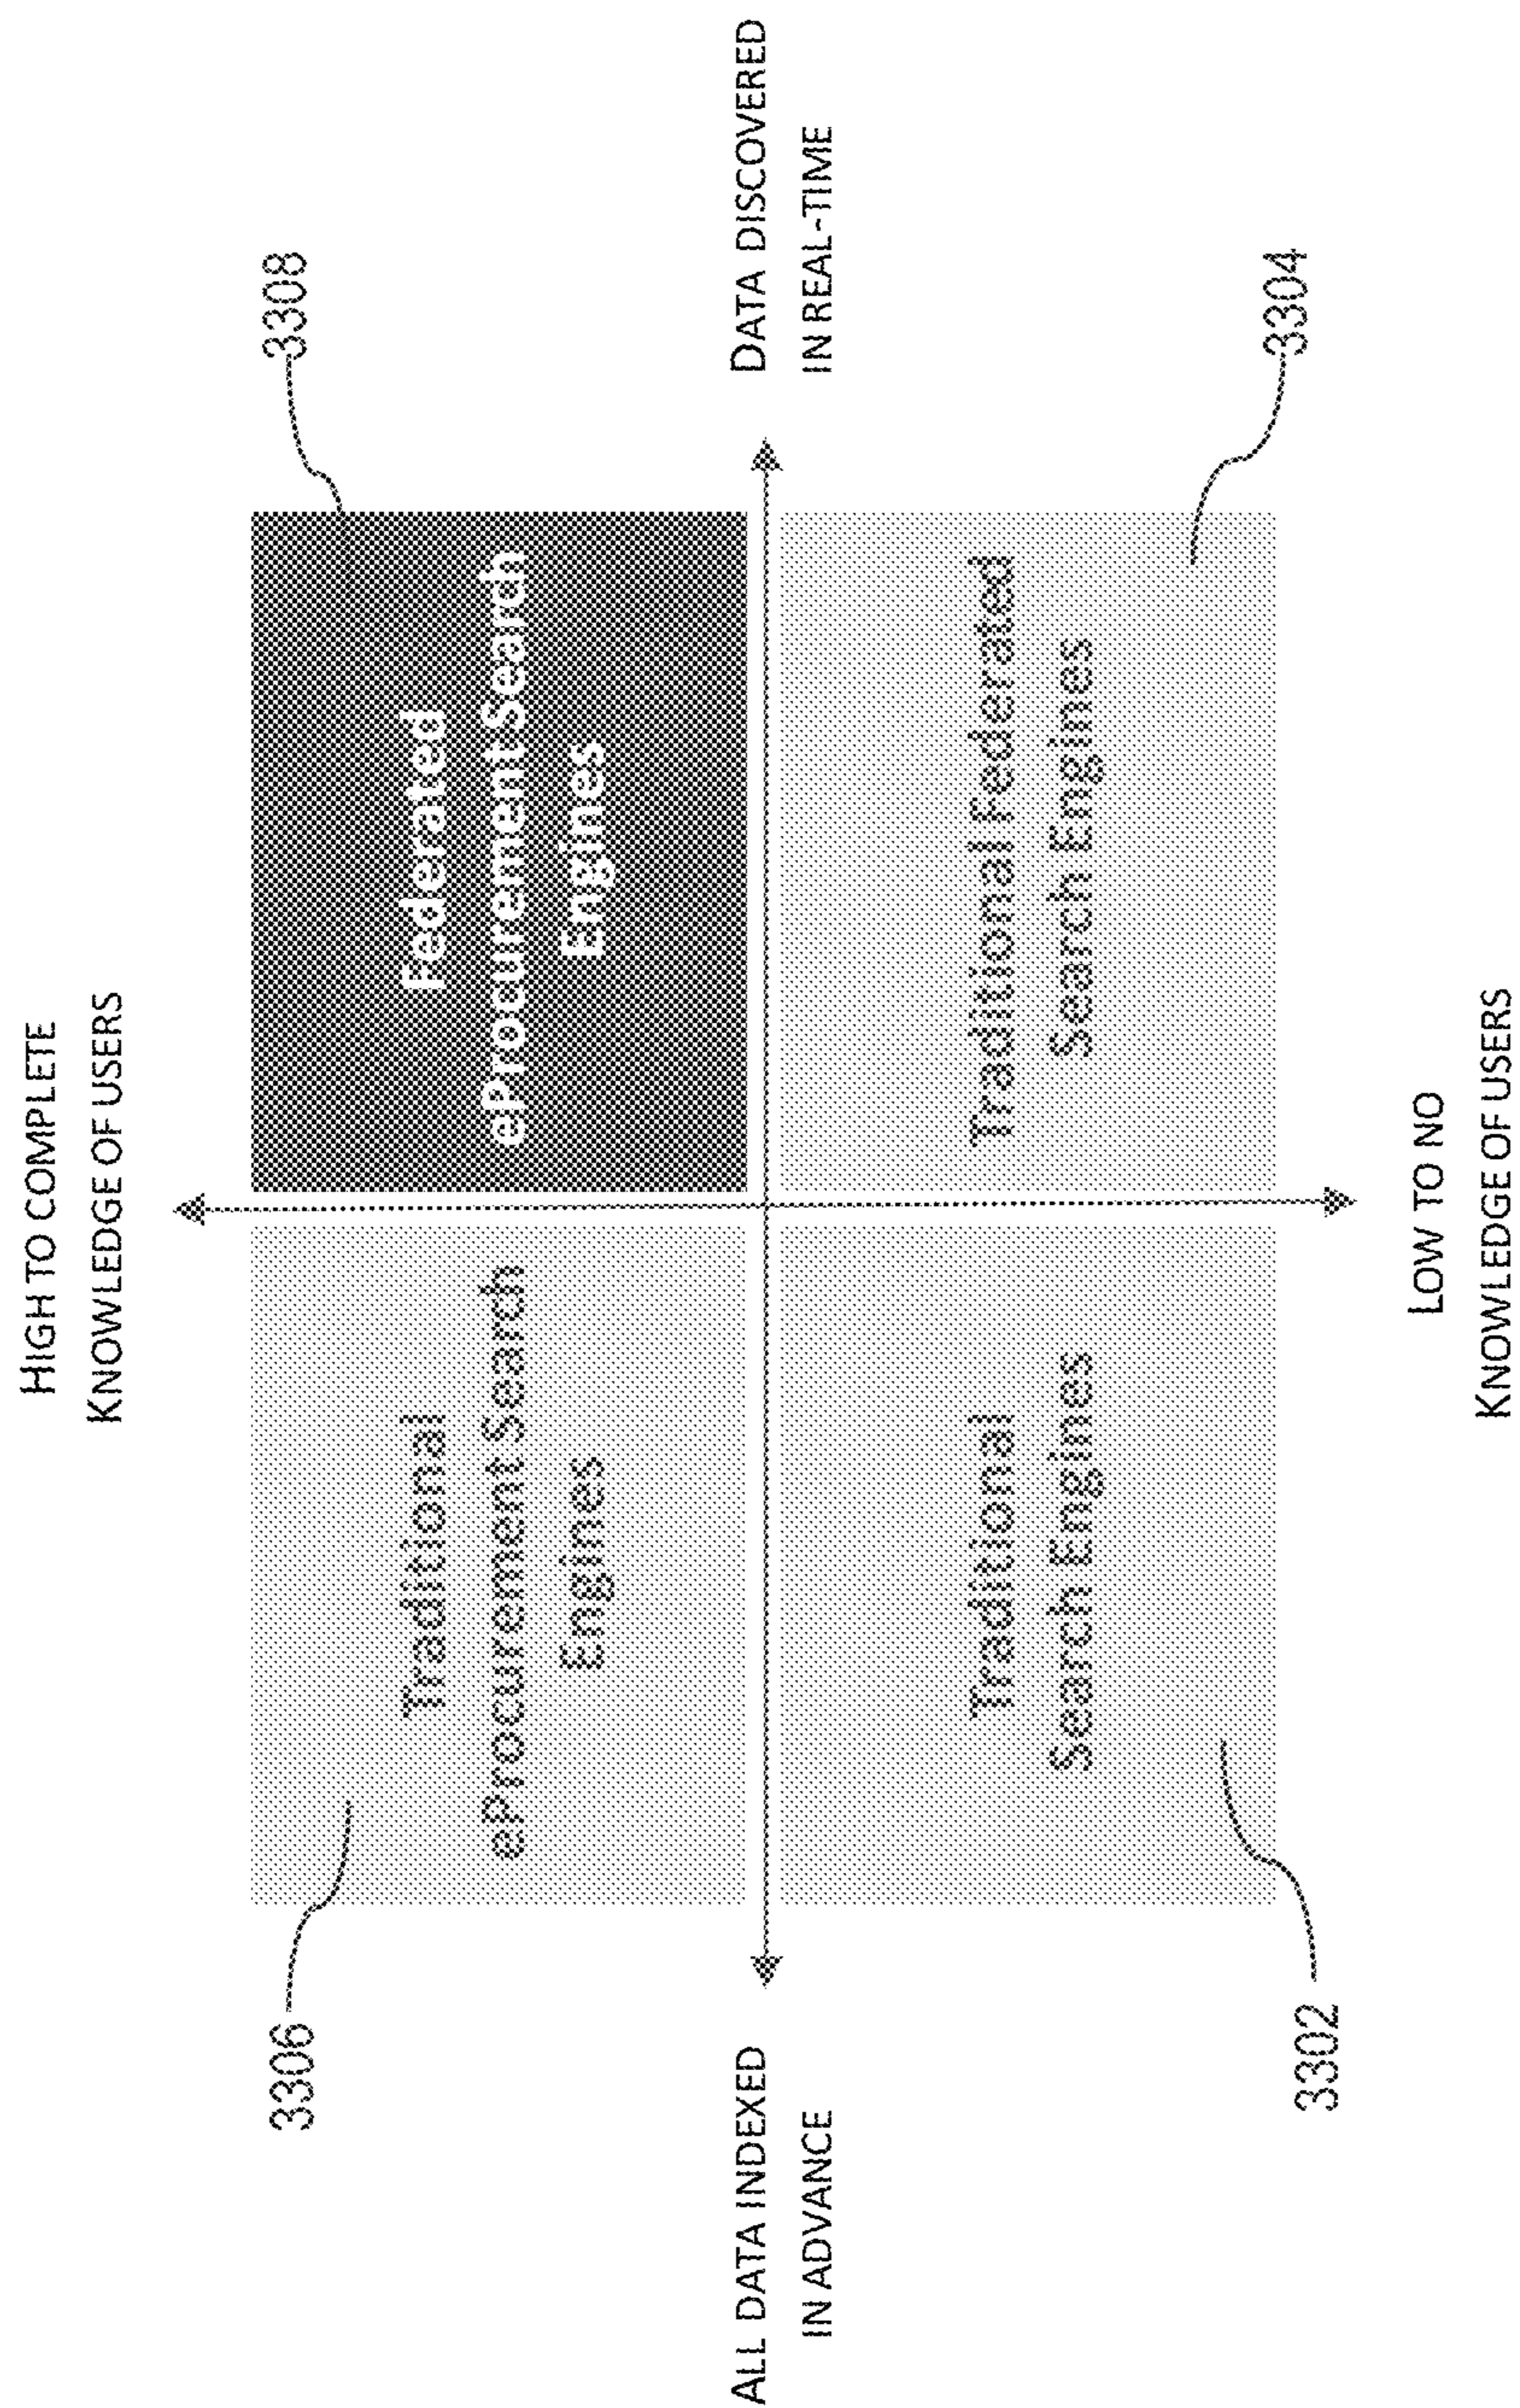 HIGH TO COMPLETE
KNOWLEDGE OF USERS
3306
3308
Traditional
eProcurement Search
Engines
Federated
eProcurement Search
Engines
ALL DATA INDEXED
IN ADVANCE
DATA DISCOVERED
IN REAL-TIME
Traditional
Search Engines
Traditional Federated
Search Engines
3302
3304
LOW TO NO
KNOWLEDGE OF USERS